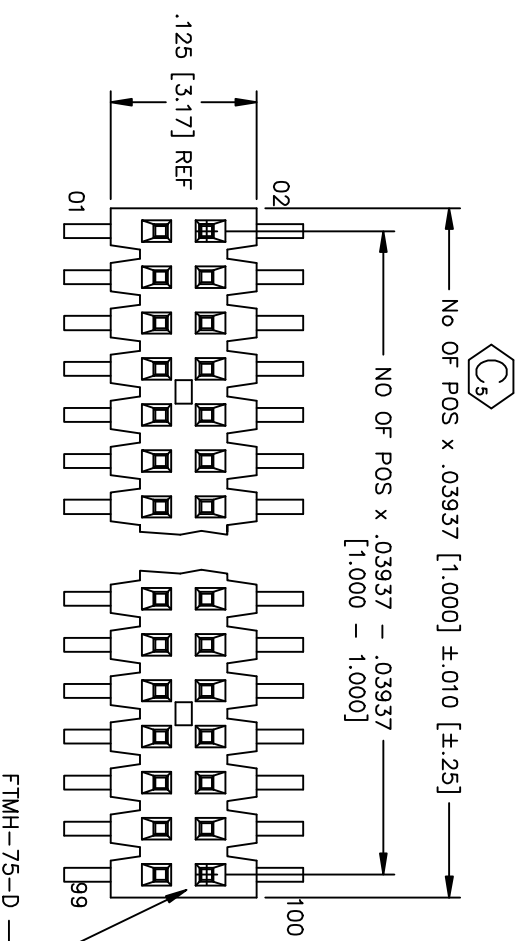 C5
No OF POS x .03937 [1.000] ±.010 [±.25]
NO OF POS x .03937 - .03937
[1.000 - 1.000]
.125 [3.17] REF
02
01
100
99
FTMH-75-D